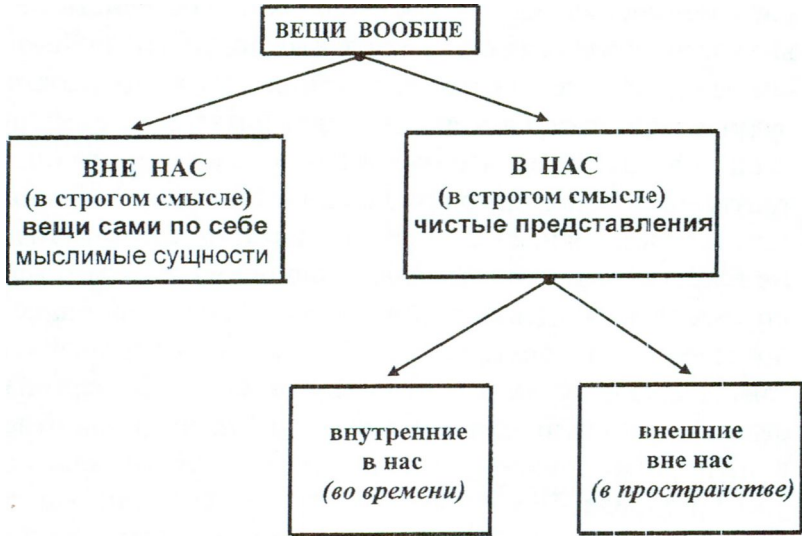 ВЕЩИ ВООБЩЕ
ВНЕ НАС
(в строгом смысле)
вещи сами по себе
мыслимые сущности
В НАС
(в строгом смысле)
чистые представления
внутренние
в нас
(во времени)
внешние
вне нас
(в пространстве)